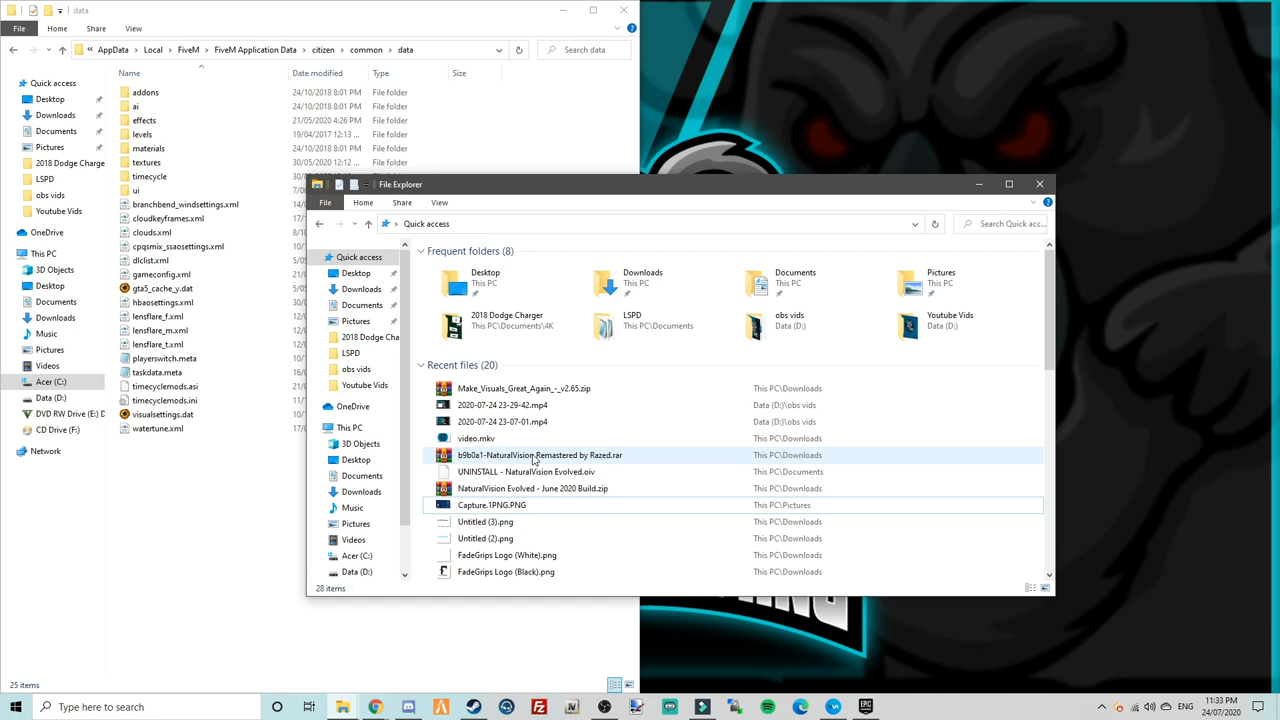 data
File Home Share View
AppData Local FiveM FiveM Application Data citizen common data Search data
Name Date modified Type Size
Quick access
Desktop
Downloads
Documents
Pictures
2018 Dodge Charge
LSPD
obs vids
Youtube Vids
OneDrive
This PC
3D Objects
Desktop
Documents
Downloads
Music
Pictures
Videos
Acer (C:)
Data (D:)
DVD RW Drive (E:) D
CD Drive (F:)
Network
addons 24/10/2018 8:01 PM File folder
ai 24/10/2018 8:01 PM File folder
effects 21/05/2020 4:26 PM File folder
levels 19/04/2017 12:13 ... File folder
materials 24/10/2018 8:01 PM File folder
textures 30/05/2020 12:12 ... File folder
timecycle
ui
branchbend_windsettings.xml
cloudkeyframes.xml
clouds.xml
cpqsmix_ssaosettings.xml
dlclist.xml
gameconfig.xml
gta5_cache_y.dat
hbaosettings.xml
lensflare_f.xml
lensflare_m.xml
lensflare_t.xml
playerswitch.meta
taskdata.meta
timecyclemods.asi
timecyclemods.ini
visualsettings.dat
watertune.xml
25 items
File Explorer
File Home Share View
Quick access Search Quick acc...
Quick access
Desktop
Downloads
Documents
Pictures
2018 Dodge Cha
LSPD
obs vids
Youtube Vids
OneDrive
This PC
3D Objects
Desktop
Documents
Downloads
Music
Pictures
Videos
Acer (C:)
Data (D:)
Frequent folders (8)
Desktop
This PC
Downloads
This PC
Documents
This PC
Pictures
This PC
2018 Dodge Charger
This PC\Documents\4K
LSPD
This PC\Documents
obs vids
Data (D:)
Youtube Vids
Data (D:)
Recent files (20)
Make_Visuals_Great_Again_-_v2.65.zip This PC\Downloads
2020-07-24 23-29-42.mp4 Data (D:)\obs vids
2020-07-24 23-07-01.mp4 Data (D:)\obs vids
video.mkv This PC\Downloads
b9b0a1-NaturalVision Remastered by Razed.rar This PC\Downloads
UNINSTALL - NaturalVision Evolved.oiv This PC\Documents
NaturalVision Evolved - June 2020 Build.zip This PC\Downloads
Capture.1PNG.PNG This PC\Pictures
Untitled (3).png This PC\Downloads
Untitled (2).png This PC\Downloads
FadeGrips Logo (White).png This PC\Downloads
FadeGrips Logo (Black).png This PC\Downloads
28 items
Type here to search
11:33 PM
24/07/2020